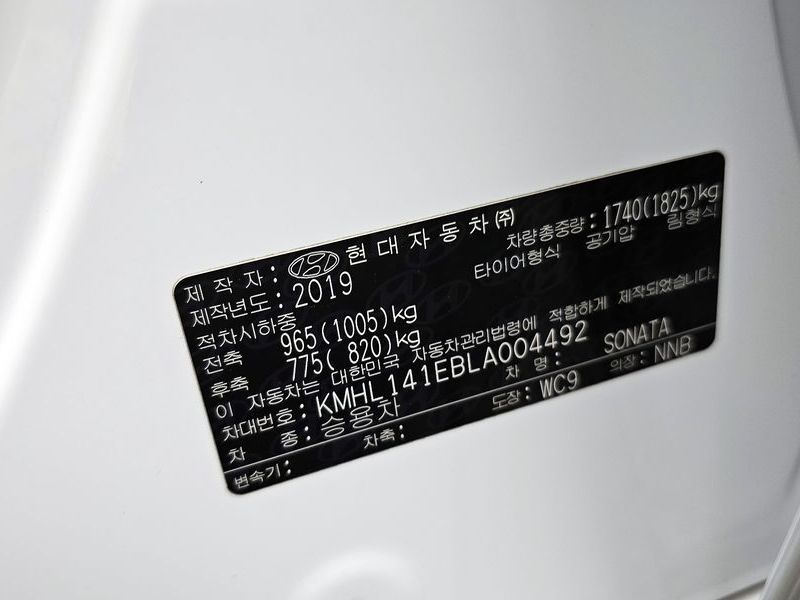 제 작 자 : 현 대 자 동 차 ㈜
제작년도 : 2019 차량총중량 : 1740(1825)kg
적차시하중 타이어형식 공기압 림형식
전축 965(1005)kg
후축 775( 820)kg
이 자동차는 대한민국 자동차관리법령에 적합하게 제작되었습니다.
차대번호 : KMHL141EBLA004492
차 종 : 승용차 차 명 : SONATA
변속기 : 차축 : 도장 : WC9 의장 : NNB